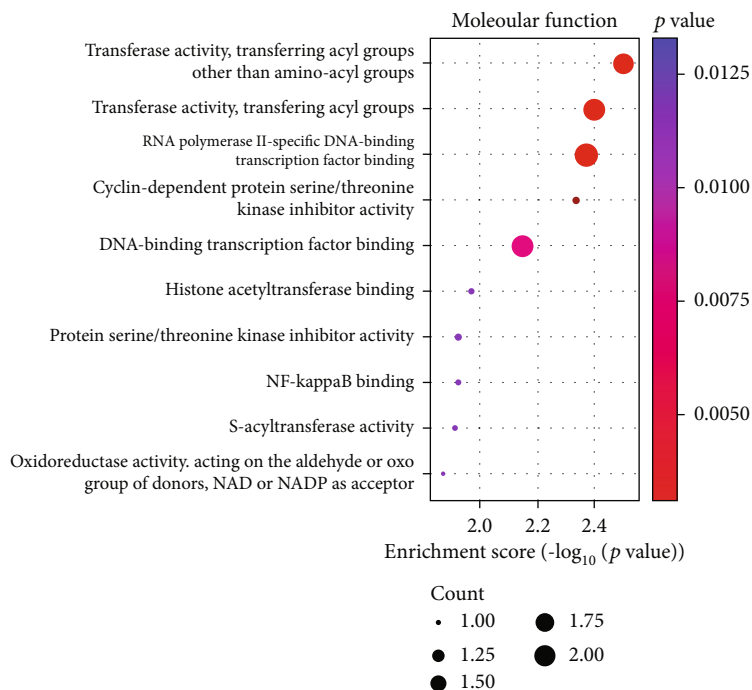 Moleoular function
p value
Transferase activity, transferring acyl groups
other than amino-acyl groups
Transferase activity, transfering acyl groups
RNA polymerase II-specific DNA-binding
transcription factor binding
Cyclin-dependent protein serine/threonine
kinase inhibitor activity
DNA-binding transcription factor binding
Histone acetyltransferase binding
Protein serine/threonine kinase inhibitor activity
NF-kappaB binding
S-acyltransferase activity
Oxidoreductase activity. acting on the aldehyde or oxo
group of donors, NAD or NADP as acceptor
0.0125
0.0100
0.0075
0.0050
2.0 2.2 2.4
Enrichment score (-log10 (p value))
Count
1.00 1.75
1.25 2.00
1.50